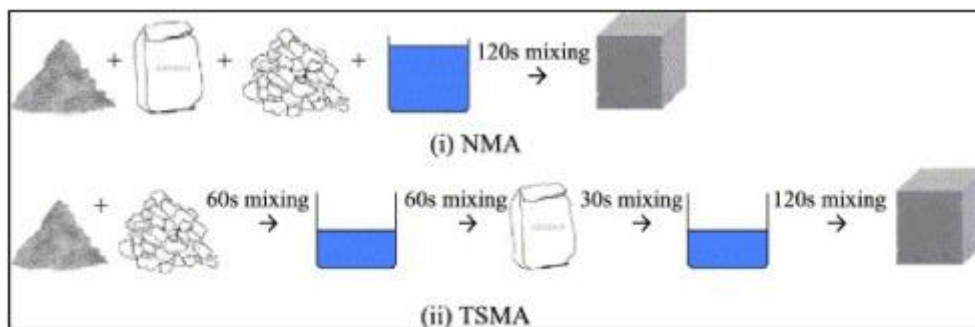 + + + 120s mixing →
(i) NMA
+ 60s mixing → 60s mixing → 30s mixing → 120s mixing →
(ii) TSMA